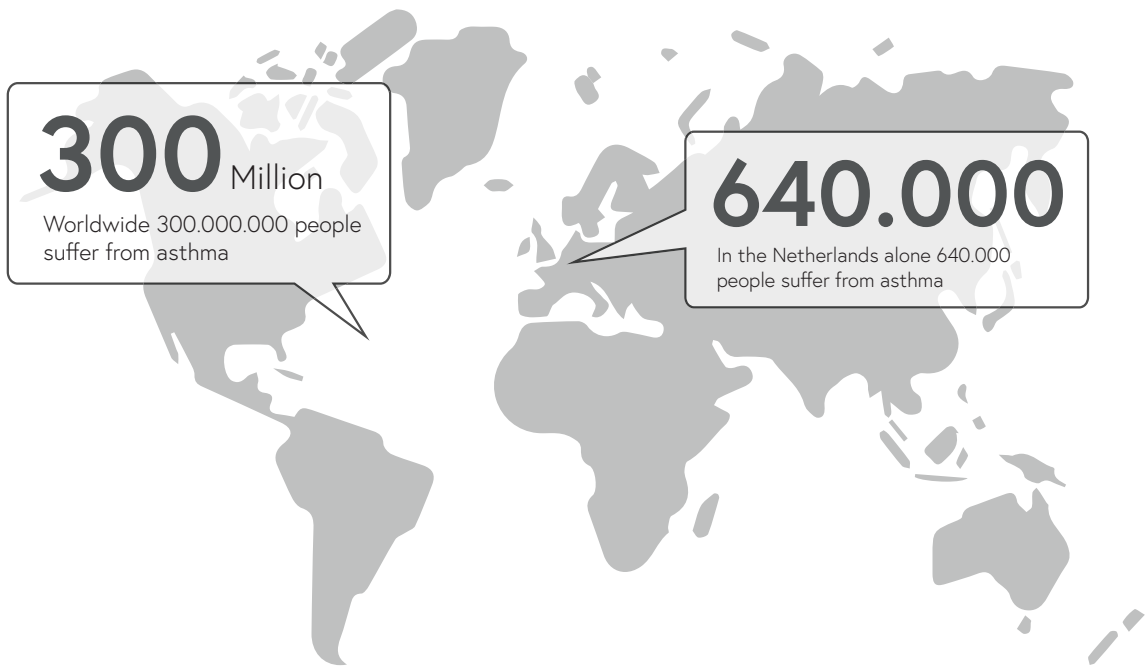 300 Million
Worldwide 300.000.000 people
suffer from asthma
640.000
In the Netherlands alone 640.000
people suffer from asthma